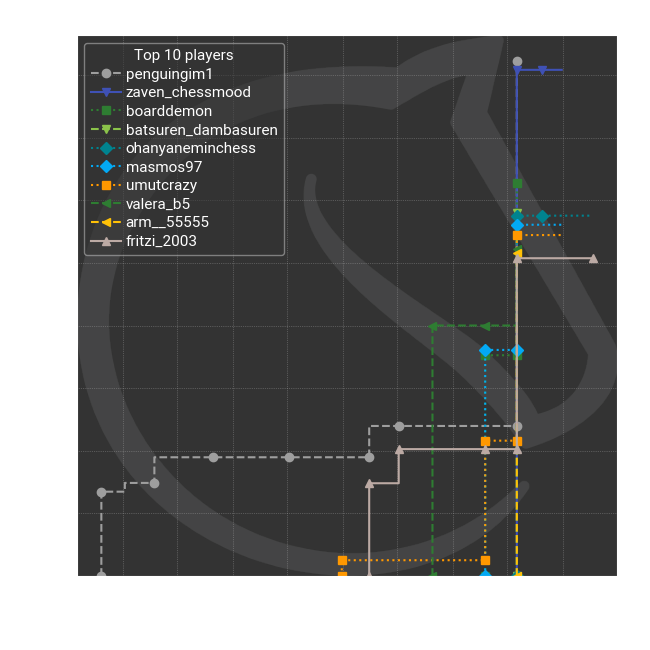 Top 10 players
penguingim1
zaven_chessmood
boarddemon
batsuren_dambasuren
ohanyaneminchess
masmos97
umutcrazy
valera_b5
arm__55555
fritzi_2003